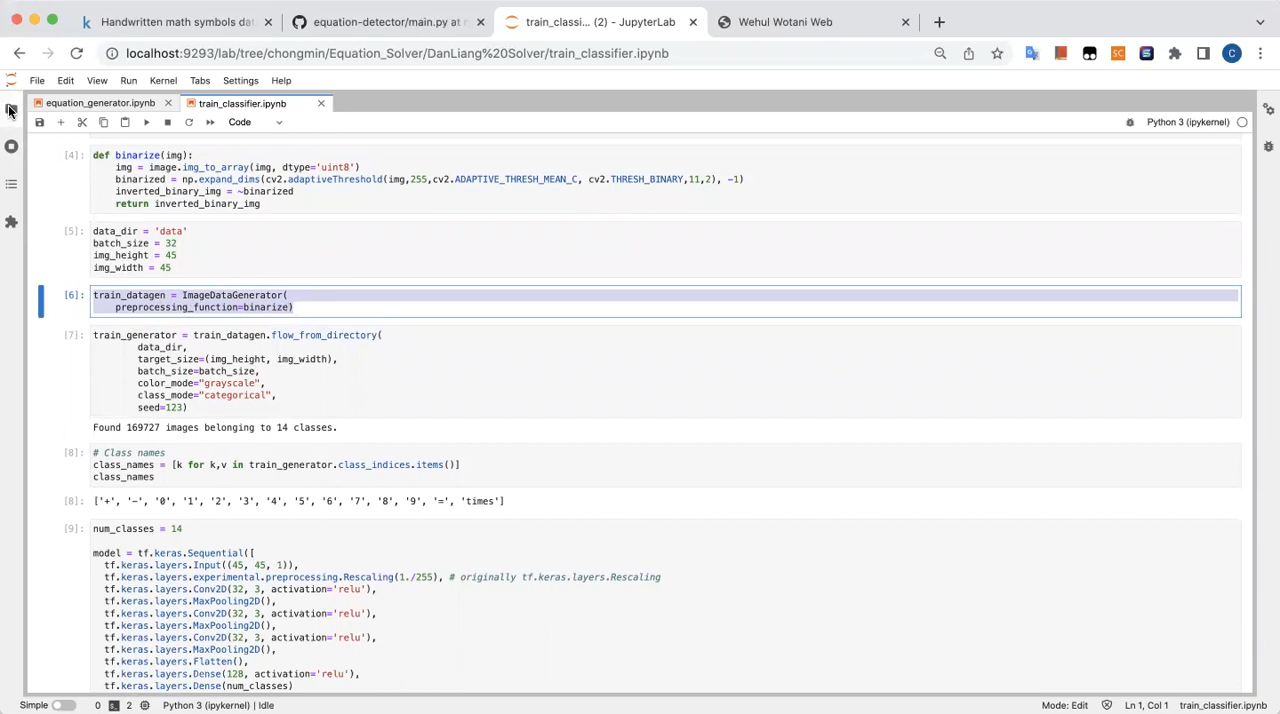 Handwritten math symbols da
equation-detector/main.py at m
train_classi… (2) - JupyterLab
Wehul Wotani Web
localhost:9293/lab/tree/chongmin/Equation_Solver/DanLiang%20Solver/train_classifier.ipynb
SC
C
File Edit View Run Kernel Tabs Settings Help
equation_generator.ipynb
train_classifier.ipynb
Code
Python 3 (ipykernel)
[4]: def binarize(img):
img = image.img_to_array(img, dtype='uint8')
binarized = np.expand_dims(cv2.adaptiveThreshold(img,255,cv2.ADAPTIVE_THRESH_MEAN_C, cv2.THRESH_BINARY,11,2), -1)
inverted_binary_img = ~binarized
return inverted_binary_img
[5]: data_dir = 'data'
batch_size = 32
img_height = 45
img_width = 45
[6]: train_datagen = ImageDataGenerator(
preprocessing_function=binarize)
[7]: train_generator = train_datagen.flow_from_directory(
data_dir,
target_size=(img_height, img_width),
batch_size=batch_size,
color_mode="grayscale",
class_mode="categorical",
seed=123)
Found 169727 images belonging to 14 classes.
[8]: # Class names
class_names = [k for k,v in train_generator.class_indices.items()]
class_names
[8]: ['+', '-', '0', '1', '2', '3', '4', '5', '6', '7', '8', '9', '=', 'times']
[9]: num_classes = 14
model = tf.keras.Sequential([
tf.keras.layers.Input((45, 45, 1)),
tf.keras.layers.experimental.preprocessing.Rescaling(1./255), # originally tf.keras.layers.Rescaling
tf.keras.layers.Conv2D(32, 3, activation='relu'),
tf.keras.layers.MaxPooling2D(),
tf.keras.layers.Conv2D(32, 3, activation='relu'),
tf.keras.layers.MaxPooling2D(),
tf.keras.layers.Conv2D(32, 3, activation='relu'),
tf.keras.layers.MaxPooling2D(),
tf.keras.layers.Flatten(),
tf.keras.layers.Dense(128, activation='relu'),
tf.keras.layers.Dense(num_classes)
Simple 0 2 Python 3 (ipykernel) | Idle Mode: Edit Ln 1, Col 1 train_classifier.ipynb